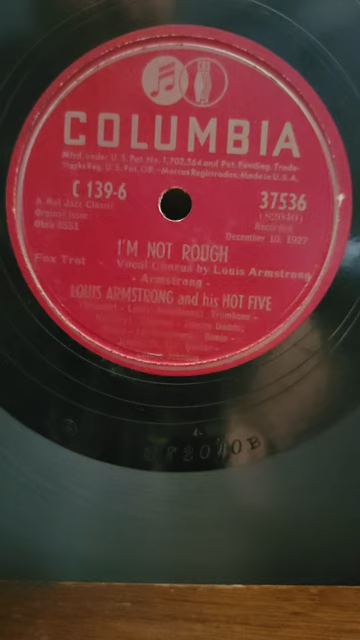 COLUMBIA
Mfrd. under U. S. Pat. No. 1,702,564 and Pat. Pending. Trade-
Marks Reg. U. S. Pat. Off. - Marcas Registradas. Made in U.S.A.
C 139-6
37536
A Hot Jazz Classic
Original Issue
Okeh 8551
Recorded
December 10, 1927
I'M NOT ROUGH
Fox Trot
Vocal Chorus by Louis Armstrong
- Armstrong -
LOUIS ARMSTRONG and his HOT FIVE